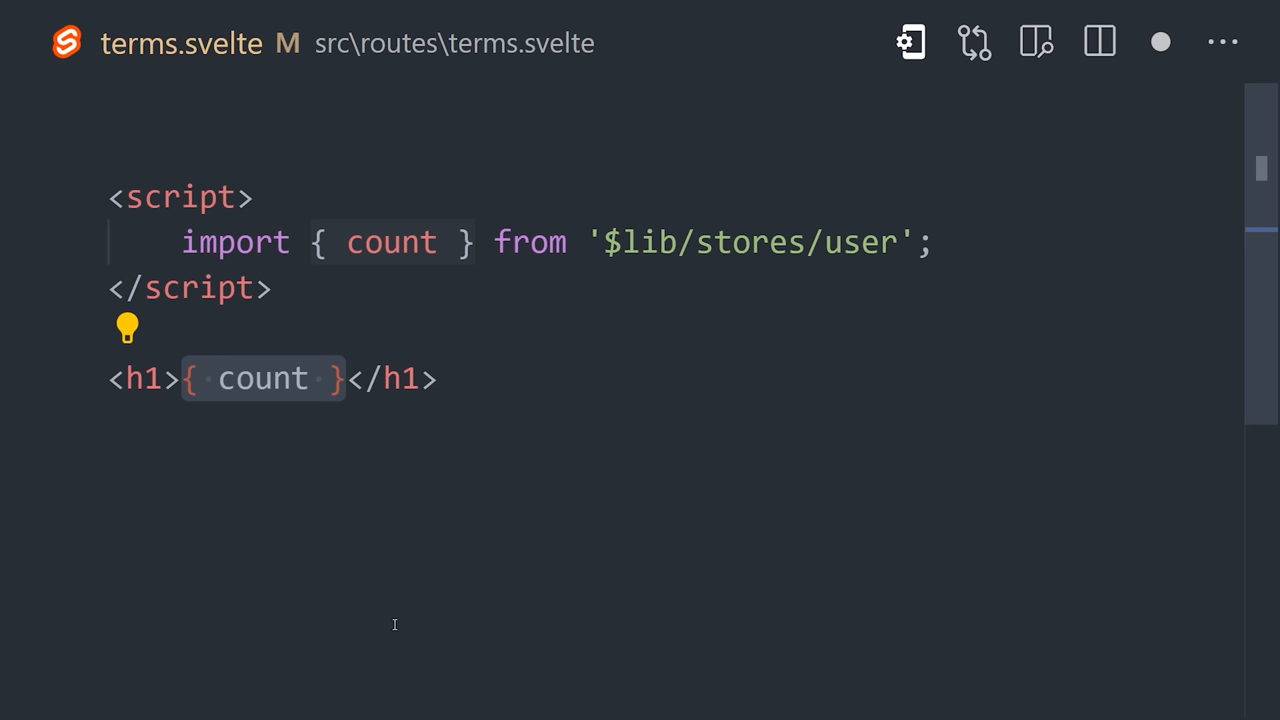 terms.svelte M src\routes\terms.svelte
<script>
import { count } from '$lib/stores/user';
</script>
<h1>{ count }</h1>